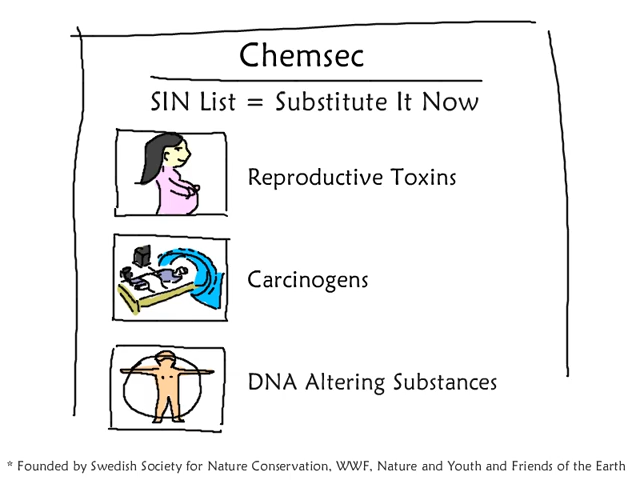 Chemsec
SIN List = Substitute It Now
Reproductive Toxins
Carcinogens
DNA Altering Substances
* Founded by Swedish Society for Nature Conservation, WWF, Nature and Youth and Friends of the Earth